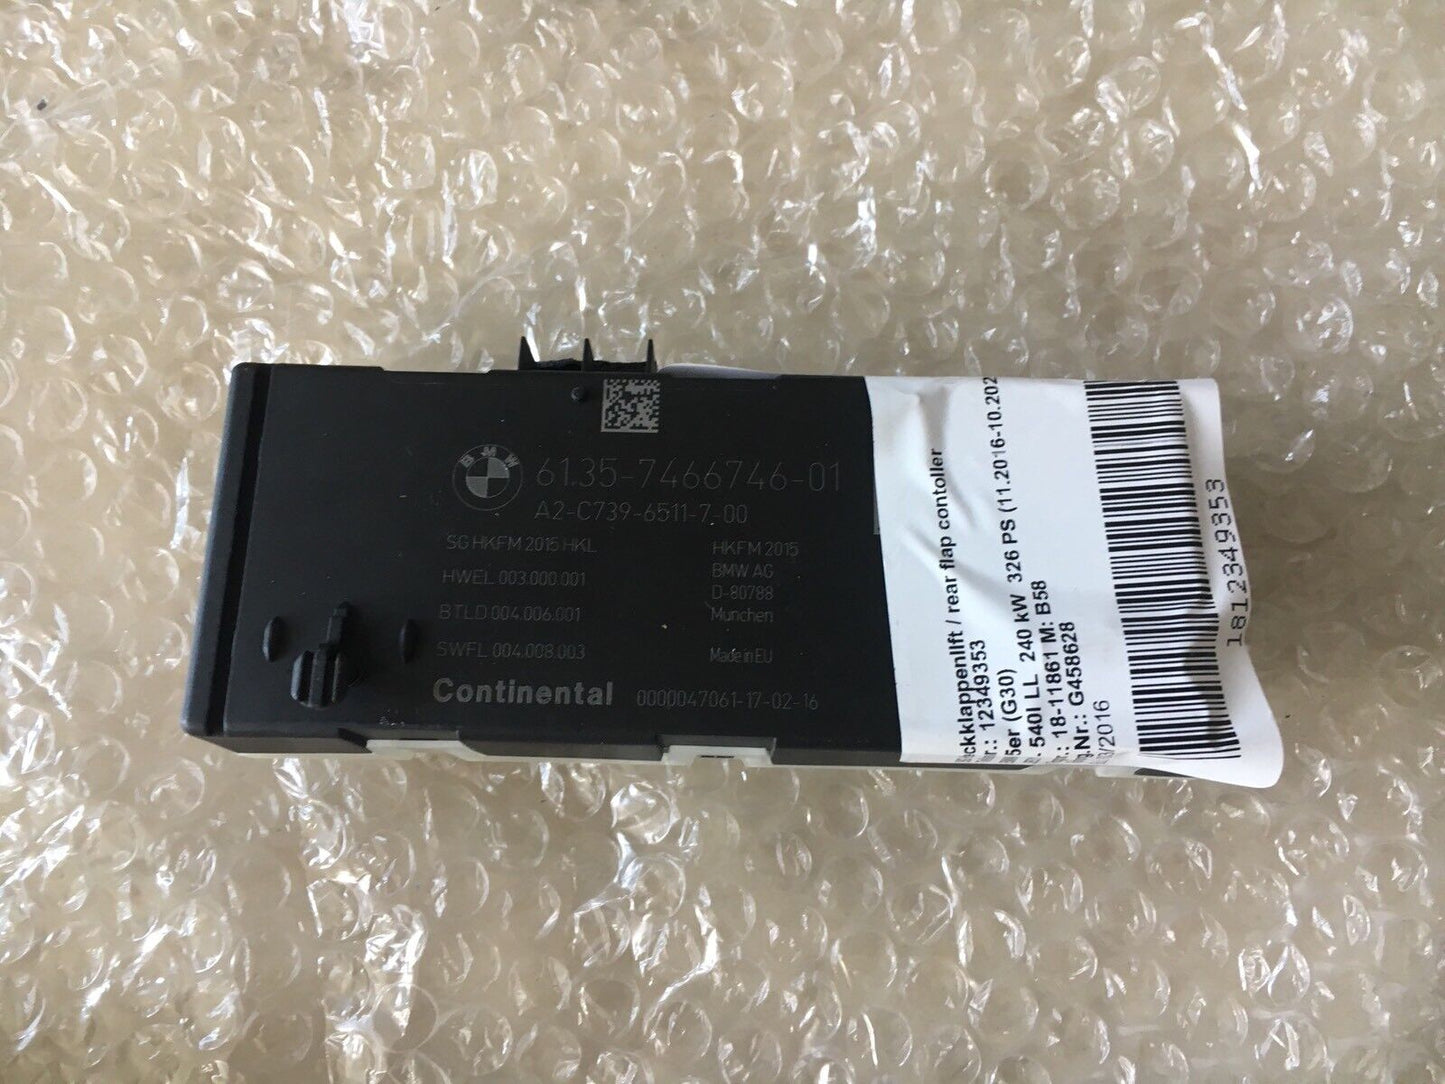 BMW
61.35-7466746-01
A2-C739-6511-7-00
SG HKFM 2015 HKL
HWEL 003.000.001
BTLD 004.006.001
SWFL 004.008.003
HKFM 2015
BMW AG
D-80788
Munchen
Made in EU
Continental 0000047061-17-02-16
ckklappenlift / rear flap contoller
nr.: 12349353
5er (G30)
540I LL 240 kW 326 PS (11.2016-10.202
r.: 18-11861 M: B58
.Nr.: G458628
/2016
1812349353